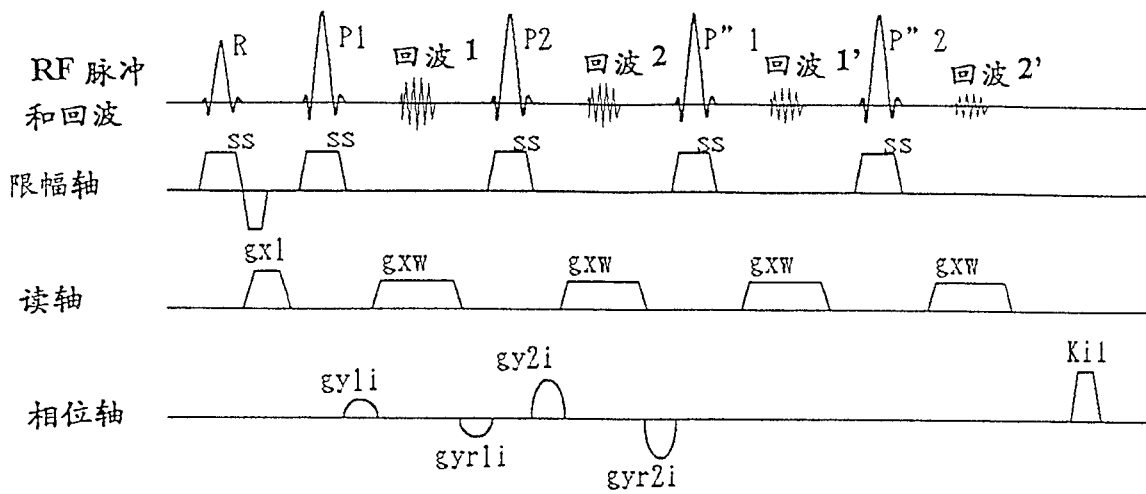 R P1 回波 1 P2 回波 2 P" 1 回波 1' P" 2 回波 2'
RF 脉冲
和回波
ss ss ss ss ss
限幅轴
gx1 gxw gxw gxw gxw
读轴
Kil
gy1i gy2i
相位轴
gyr1i gyr2i